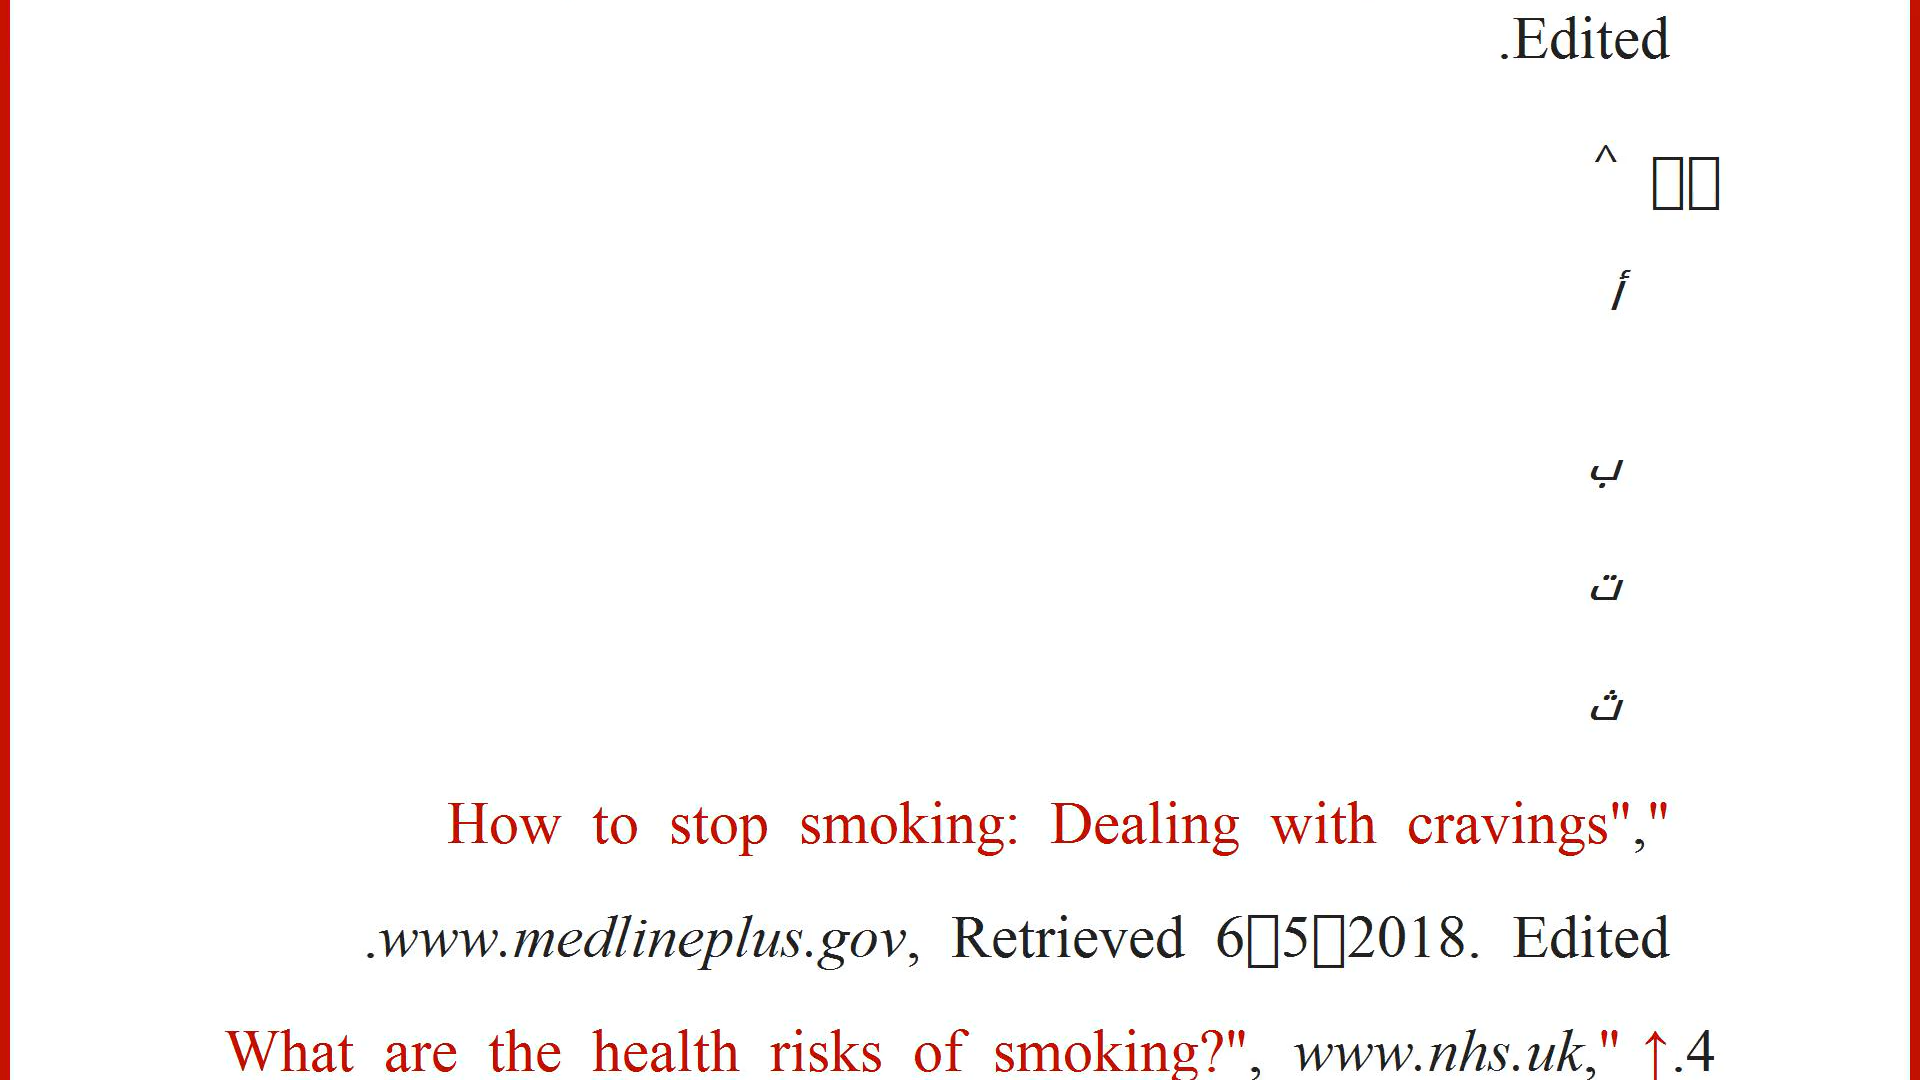 .Edited
^ 
أ
ب
ت
ث
How to stop smoking: Dealing with cravings","
.www.medlineplus.gov, Retrieved 6▯5▯2018. Edited
What are the health risks of smoking?", www.nhs.uk," ↑.4